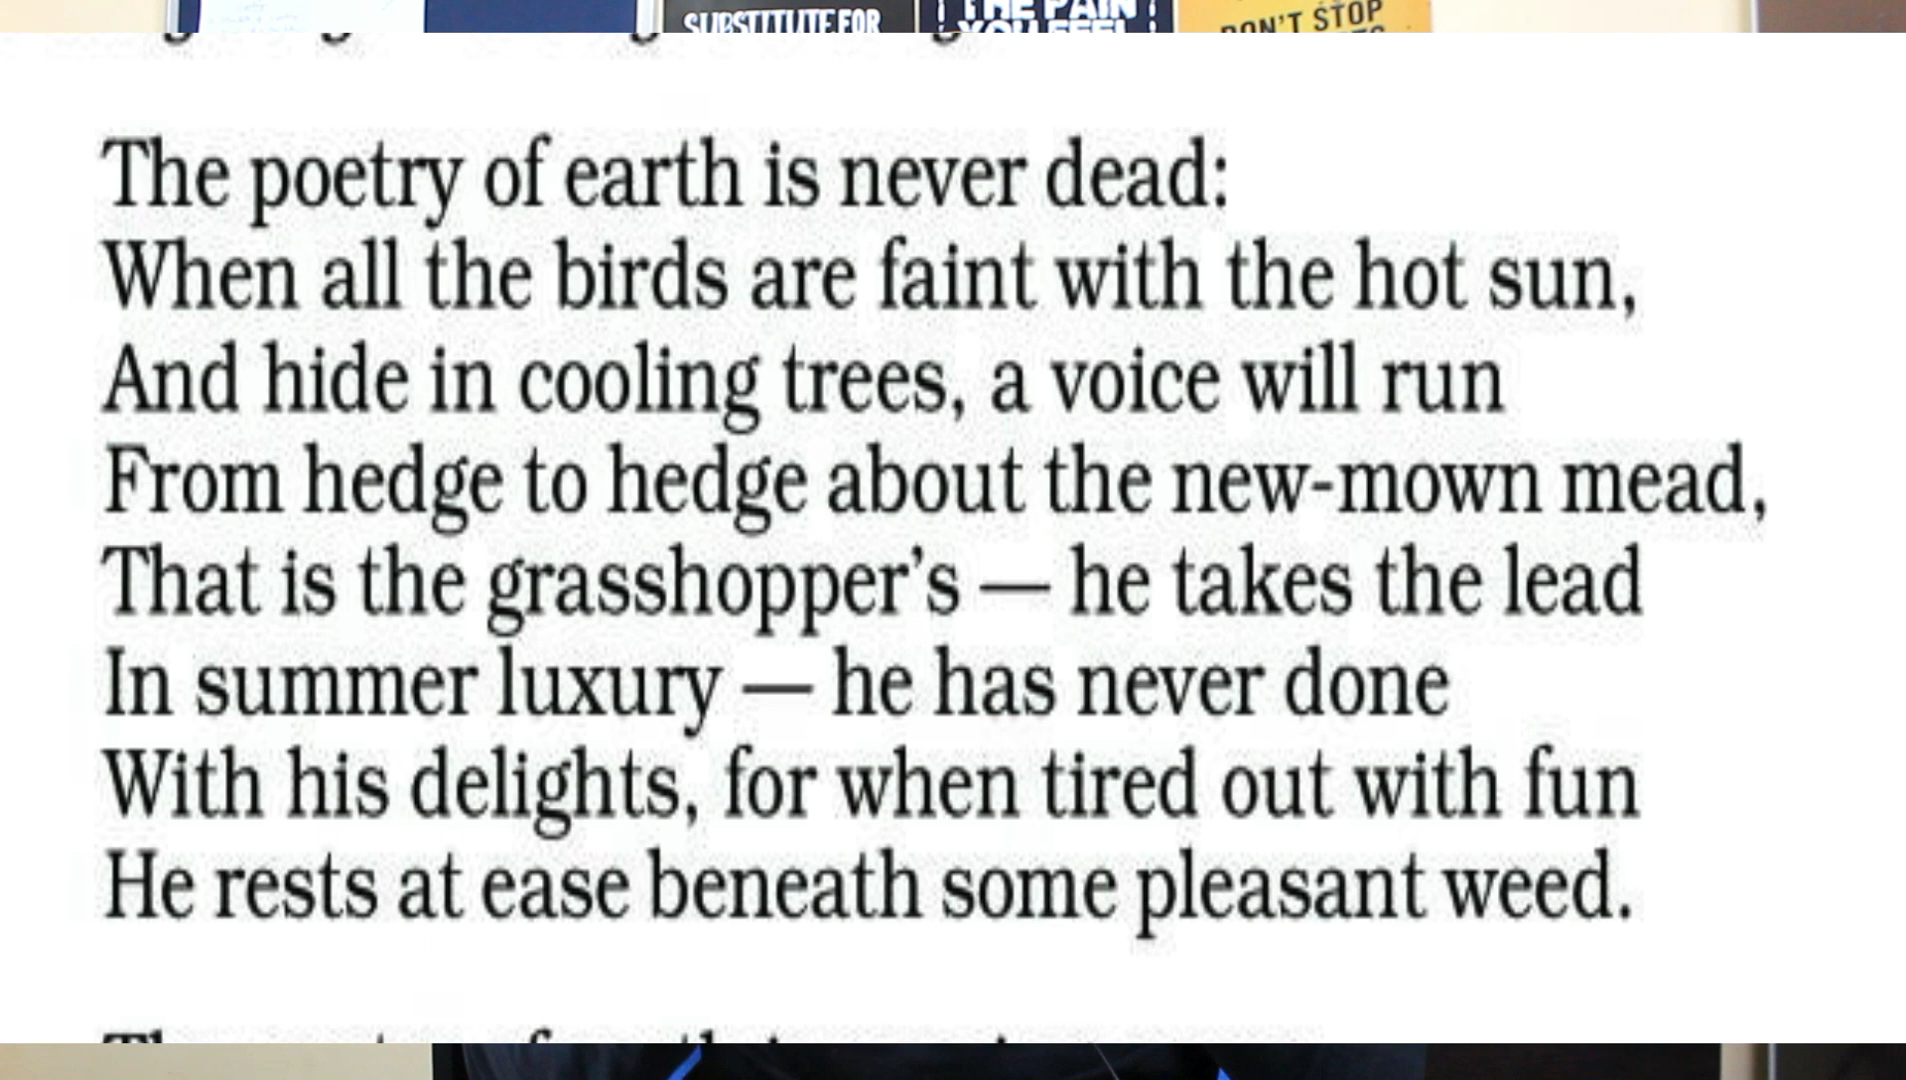 SUBSTITUTE FOR
THE PAIN
YOU FEEL
DON'T STOP
The poetry of earth is never dead:
When all the birds are faint with the hot sun,
And hide in cooling trees, a voice will run
From hedge to hedge about the new-mown mead,
That is the grasshopper’s — he takes the lead
In summer luxury — he has never done
With his delights, for when tired out with fun
He rests at ease beneath some pleasant weed.